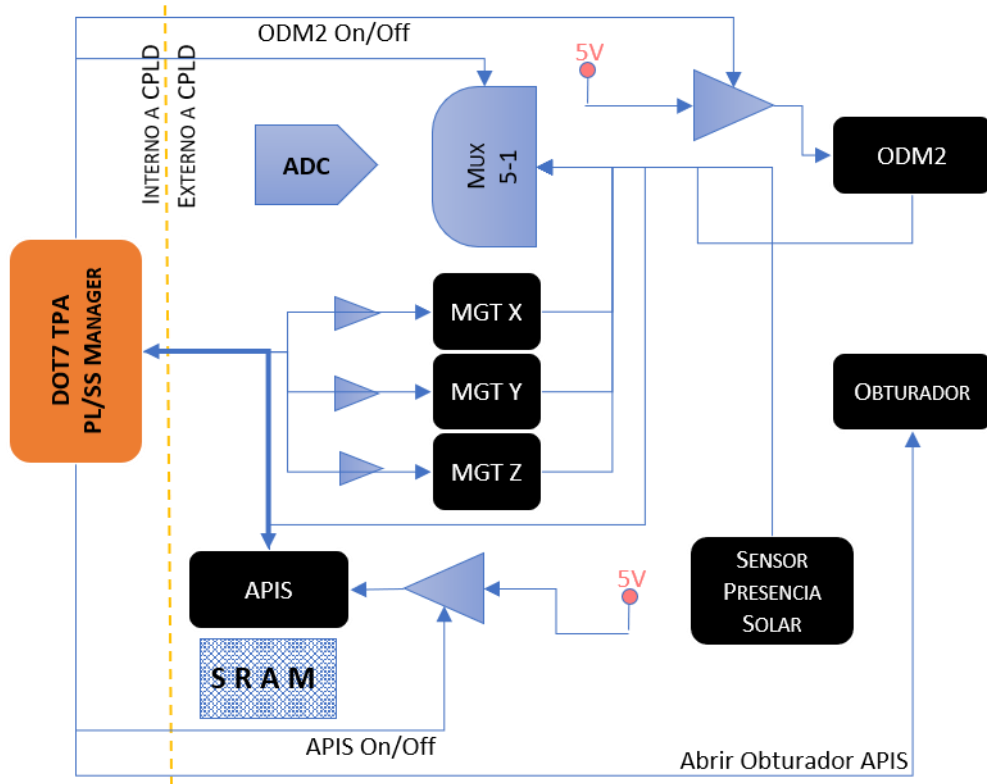 ODM2 On/Off
INTERNO A CPLD
EXTERNO A CPLD
5V
ADC
MUX
5-1
ODM2
DOT7 TPA
PL/SS MANAGER
MGT X
MGT Y
MGT Z
OBTURADOR
APIS
5V
SENSOR
PRESENCIA
SOLAR
SRAM
APIS On/Off
Abrir Obturador APIS